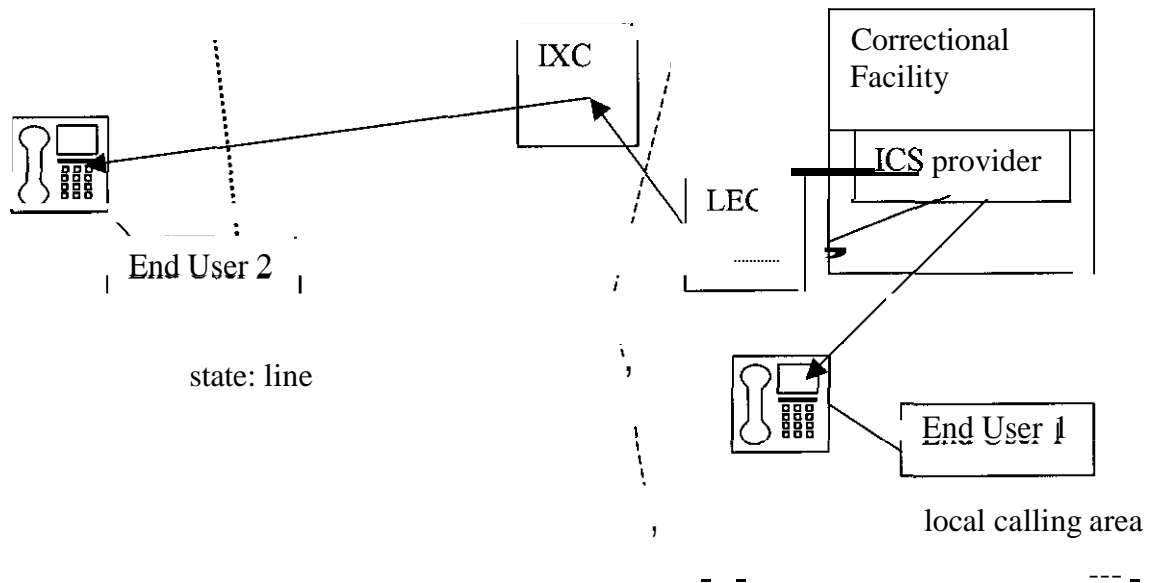 IXC
Correctional
Facility
ICS provider
LEC
End User 2
state: line
End User 1
local calling area